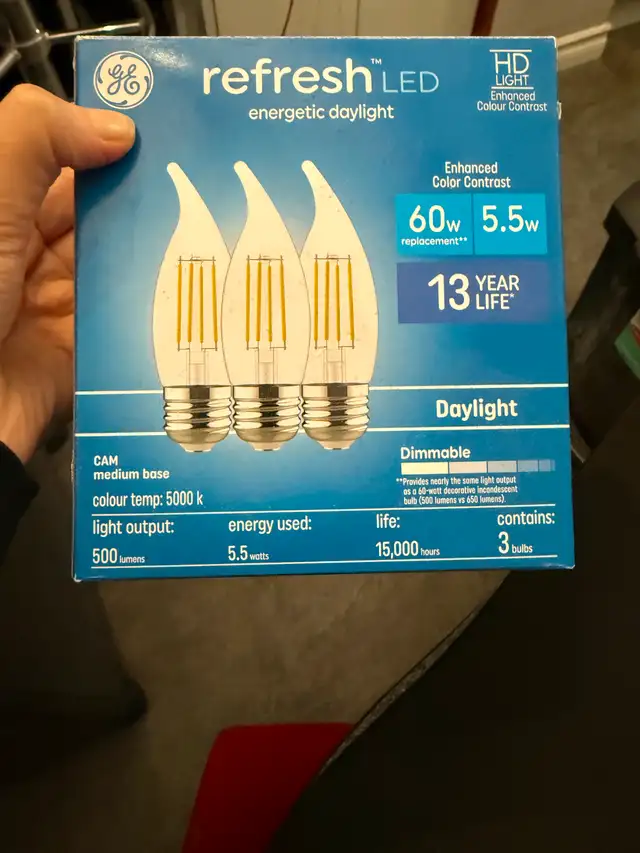 GE
refresh™ LED
energetic daylight
HD
LIGHT
Enhanced
Colour Contrast
Enhanced
Color Contrast
60w
replacement**
5.5w
13 YEAR
LIFE*
Daylight
CAM
medium base
colour temp: 5000 k
Dimmable
**Provides nearly the same light output
as a 60-watt decorative incandescent
bulb (500 lumens vs 650 lumens).
light output:
500 lumens
energy used:
5.5 watts
life:
15,000 hours
contains:
3 bulbs